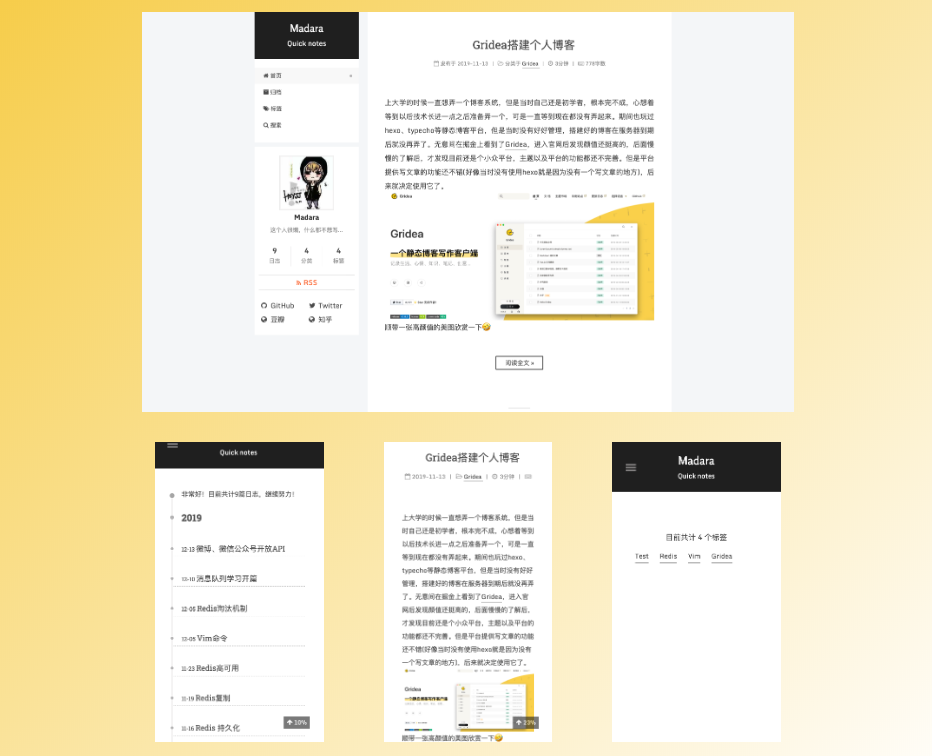 Madara
Quick notes
首页
归档
标签
搜索
Madara
这个人很懒，什么都不想写...
9 4 4
日志 分类 标签
RSS
GitHub Twitter
豆瓣 知乎
Gridea搭建个人博客
发布于 2019-11-13 | 分类于 Gridea | 3分钟 | 778字数
上大学的时候一直想弄一个博客系统，但是当时自己还是初学者，根本完不成，心想着
等到以后技术长进一点之后准备弄一个，可是一直等到现在都没有弄起来。期间也玩过
hexo、typecho等静态博客平台，但是当时没有好好管理，搭建好的博客在服务器到期
后就没再弄了。无意间在掘金上看到了Gridea，进入官网后发现颜值还挺高的，后面慢
慢的了解后，才发现目前还是个小众平台，主题以及平台的功能都还不完善。但是平台
提供写文章的功能还不错(好像当时没有使用hexo就是因为没有一个写文章的地方)，后
来就决定使用它了。
Gridea
Gridea
一个静态博客写作客户端
顺带一张高颜值的美图欣赏一下🤣
阅读全文 »
Quick notes
非常好！目前共计9篇日志。继续努力！
2019
12-13 微博、微信公众号开放API
12-10 消息队列学习开篇
12-05 Redis淘汰机制
12-05 Vim命令
11-23 Redis高可用
11-19 Redis复制
11-16 Redis 持久化
10%
Gridea搭建个人博客
2019-11-13 | Gridea | 3分钟 |
上大学的时候一直想弄一个博客系统，但是当
时自己还是初学者，根本完不成，心想着等到
以后技术长进一点之后准备弄一个，可是一直
等到现在都没有弄起来。期间也玩过hexo、
typecho等静态博客平台，但是当时没有好好
管理，搭建好的博客在服务器到期后就没再弄
了。无意间在掘金上看到了Gridea，进入官
网后发现颜值还挺高的，后面慢慢的了解后，
才发现目前还是个小众平台，主题以及平台的
功能都还不完善。但是平台提供写文章的功能
还不错(好像当时没有使用hexo就是因为没有
一个写文章的地方)，后来就决定使用它了。
Gridea
一个静态博客写作客户端
23%
顺带一张高颜值的美图欣赏一下🤣
Madara
Quick notes
目前共计 4 个标签
Test Redis Vim Gridea